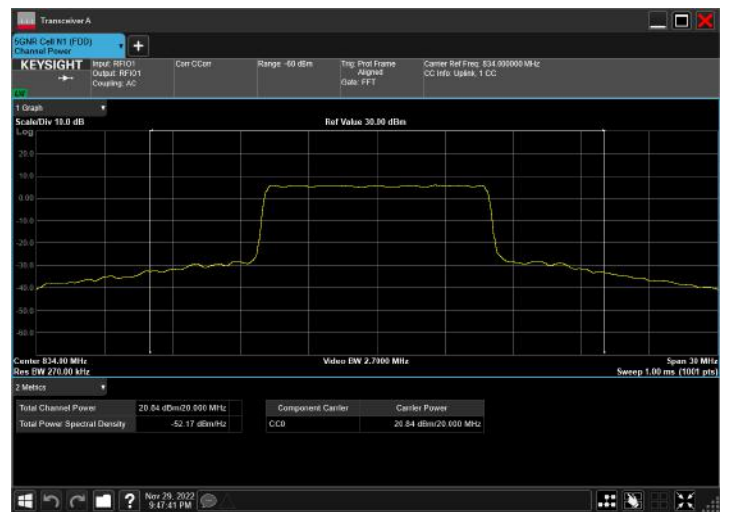 Transceiver A
5GNR Cell N1 (FDD)
Channel Power
+
KEYSIGHT
Input: RFIO1
Output: RFIO1
Coupling: AC
Corr CCorr
Range -60 dBm
Trig: Prot Frame
Aligned
Gate: FFT
Carrier Ref Freq: 834.000000 MHz
CC Info: Uplink, 1 CC
1 Graph
Scale/Div 10.0 dB
Ref Value 30.00 dBm
Log
20.0
10.0
0.00
-10.0
-20.0
-30.0
-40.0
-50.0
-60.0
Center 834.00 MHz
Video BW 2.7000 MHz
Span 30 MHz
Res BW 270.00 kHz
Sweep 1.00 ms (1001 pts)
2 Metrics
Total Channel Power 20.84 dBm/20.000 MHz
Total Power Spectral Density -52.17 dBm/Hz
Component Carrier Carrier Power
CC0 20.84 dBm/20.000 MHz
?
Nov 29, 2022
9:47:41 PM